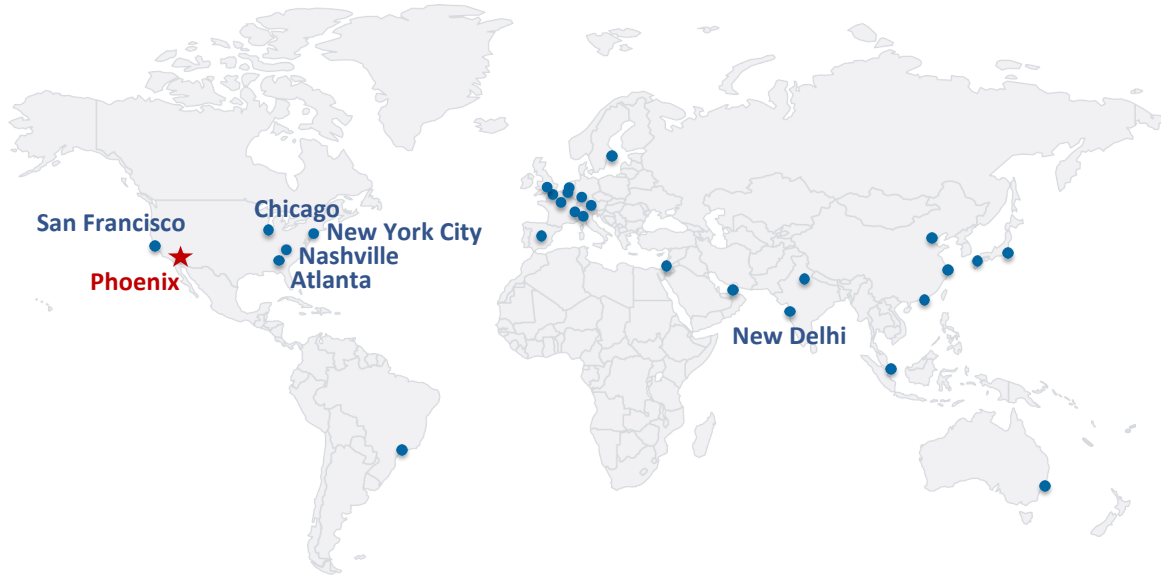 San Francisco
Chicago
New York City
Nashville
Atlanta
Phoenix
New Delhi